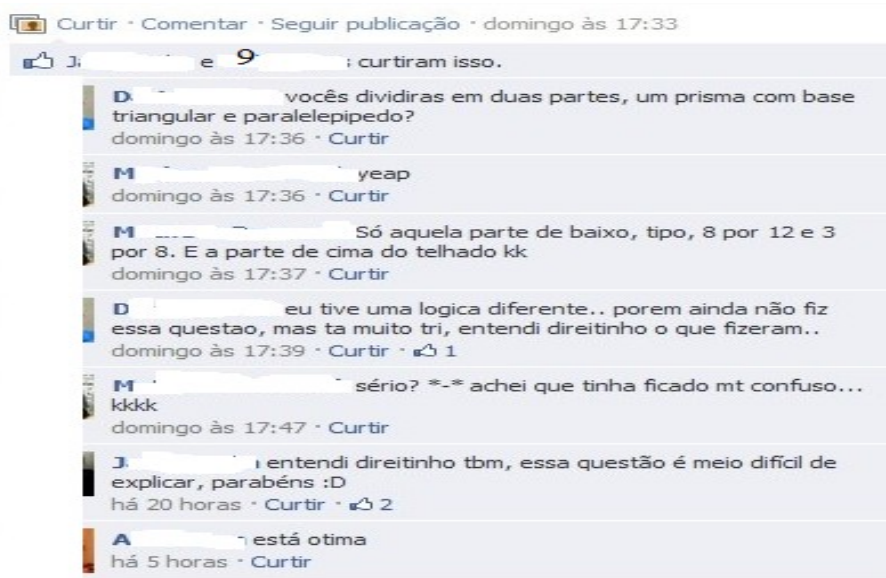 Curtir · Comentar · Seguir publicação · domingo às 17:33
J e 9 curtiram isso.
D vocês dividiras em duas partes, um prisma com base
triangular e paralelepipedo?
domingo às 17:36 · Curtir
M yeap
domingo às 17:36 · Curtir
M Só aquela parte de baixo, tipo, 8 por 12 e 3
por 8. E a parte de cima do telhado kk
domingo às 17:37 · Curtir
D eu tive uma logica diferente.. porem ainda não fiz
essa questao, mas ta muito tri, entendi direitinho o que fizeram..
domingo às 17:39 · Curtir · 1
M sério? *-* achei que tinha ficado mt confuso...
kkkk
domingo às 17:47 · Curtir
J entendi direitinho tbm, essa questão é meio difícil de
explicar, parabéns :D
há 20 horas · Curtir · 2
A está otima
há 5 horas · Curtir